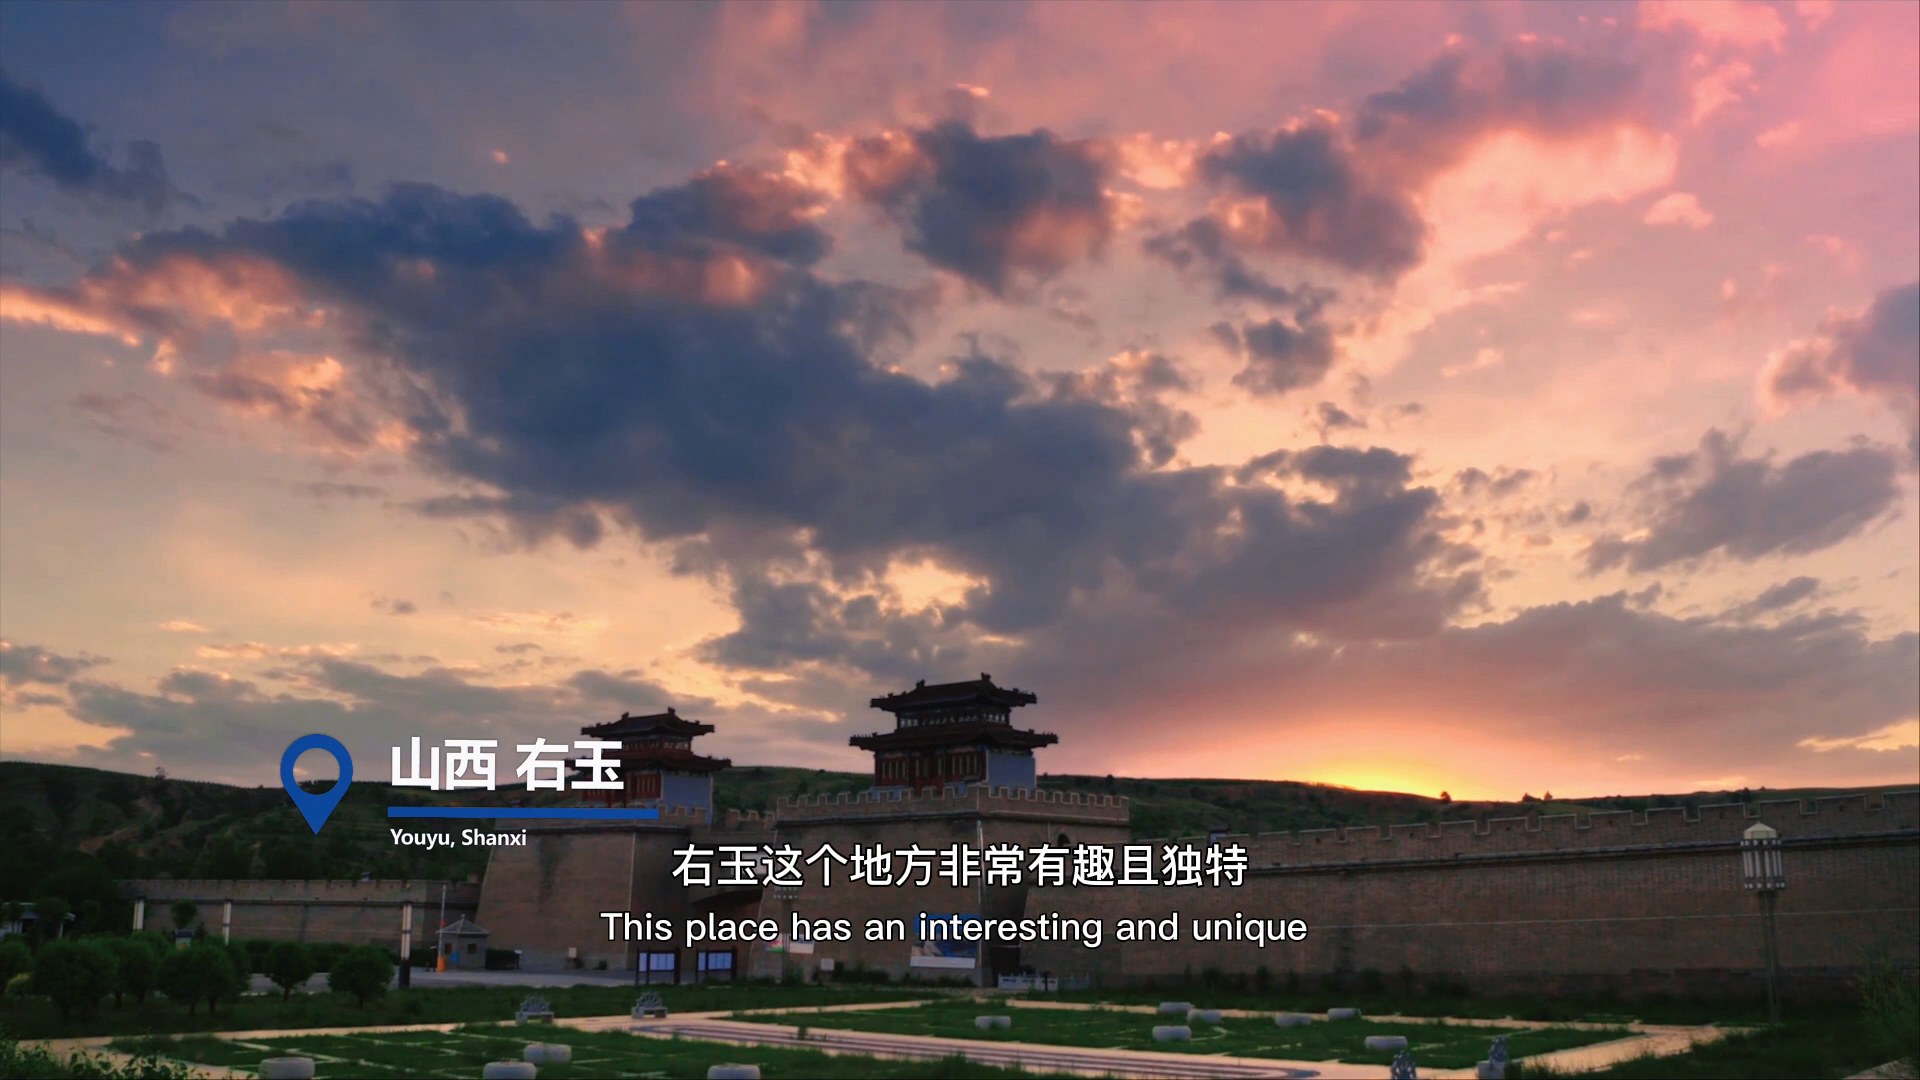 山西 右玉
Youyu, Shanxi
右玉这个地方非常有趣且独特
This place has an interesting and unique